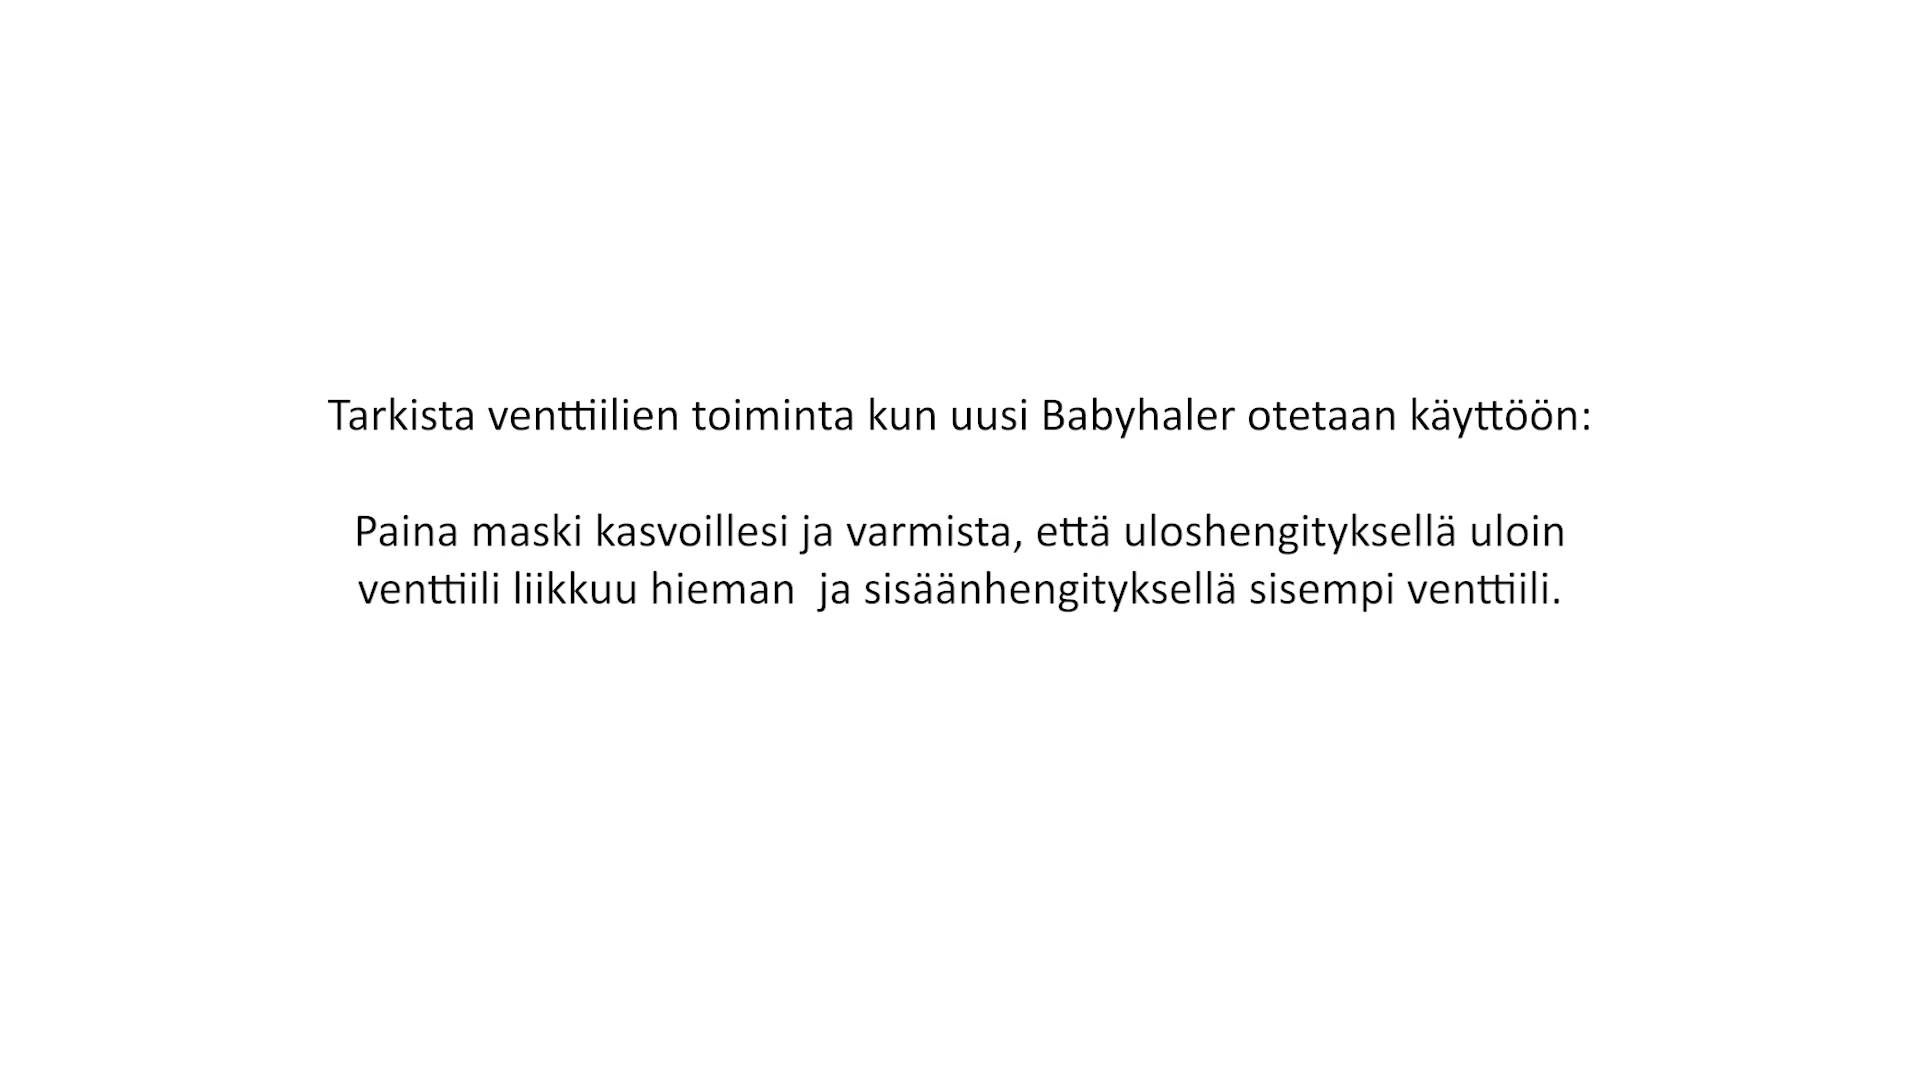 Tarkista venttiilien toiminta kun uusi Babyhaler otetaan käyttöön:
Paina maski kasvoillesi ja varmista, että uloshengityksellä uloin
venttiili liikkuu hieman  ja sisäänhengityksellä sisempi venttiili.